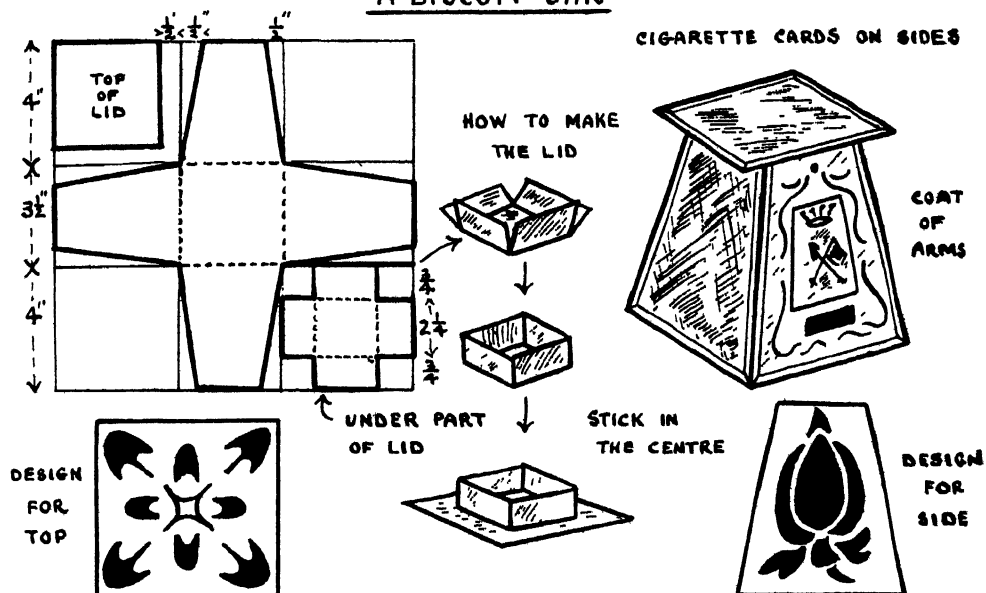 ½" ½" ½"
CIGARETTE CARDS ON SIDES
4"
TOP
OF
LID
HOW TO MAKE
THE LID
3½"
COAT
OF
ARMS
4"
¾
2¼
¾
UNDER PART
OF LID
STICK IN
THE CENTRE
DESIGN
FOR
TOP
DESIGN
FOR
SIDE